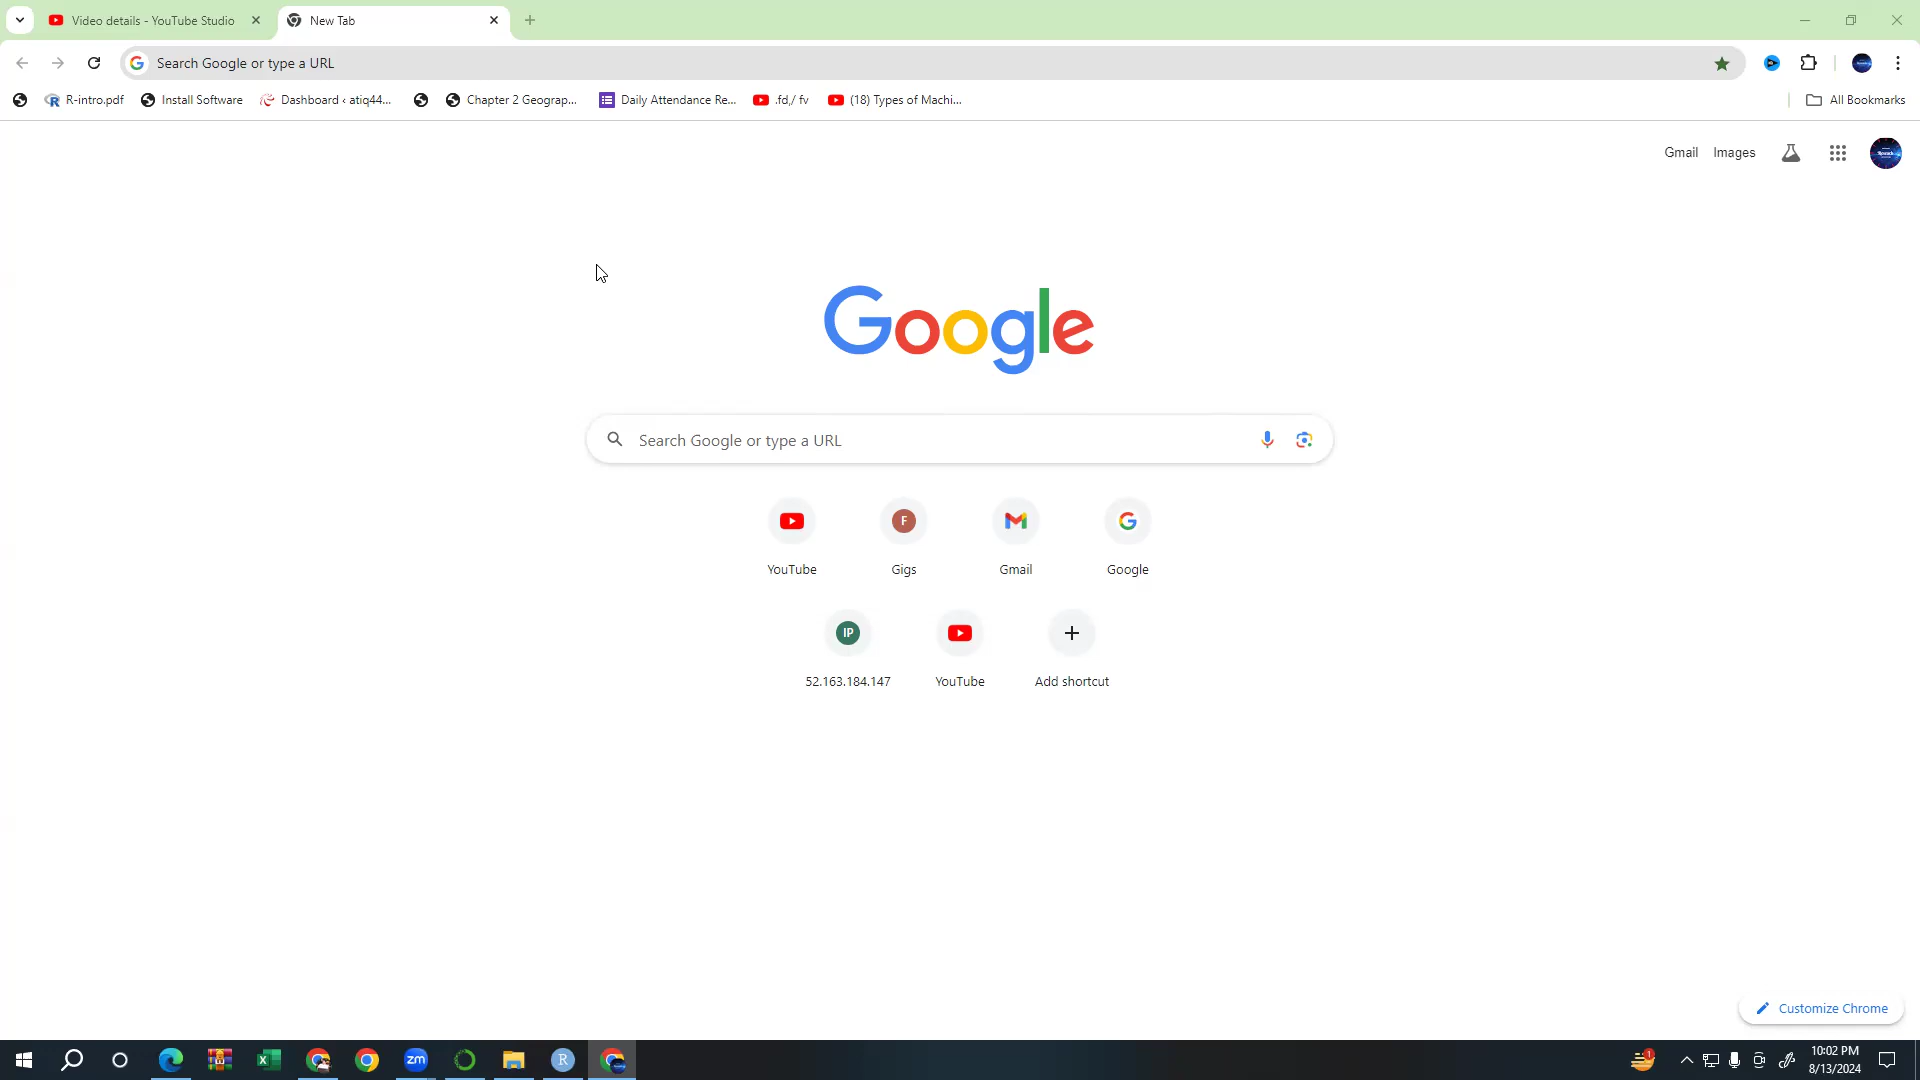 Video details - YouTube Studio
New Tab
Search Google or type a URL
R-intro.pdf
Install Software
Dashboard ‹ atiq44...
Chapter 2 Geograp...
Daily Attendance Re...
.fd,/ fv
(18) Types of Machi...
All Bookmarks
Gmail
Images
Google
Search Google or type a URL
F
YouTube
Gigs
Gmail
Google
IP
52.163.184.147
YouTube
Add shortcut
Customize Chrome
zm
R
1
10:02 PM
8/13/2024